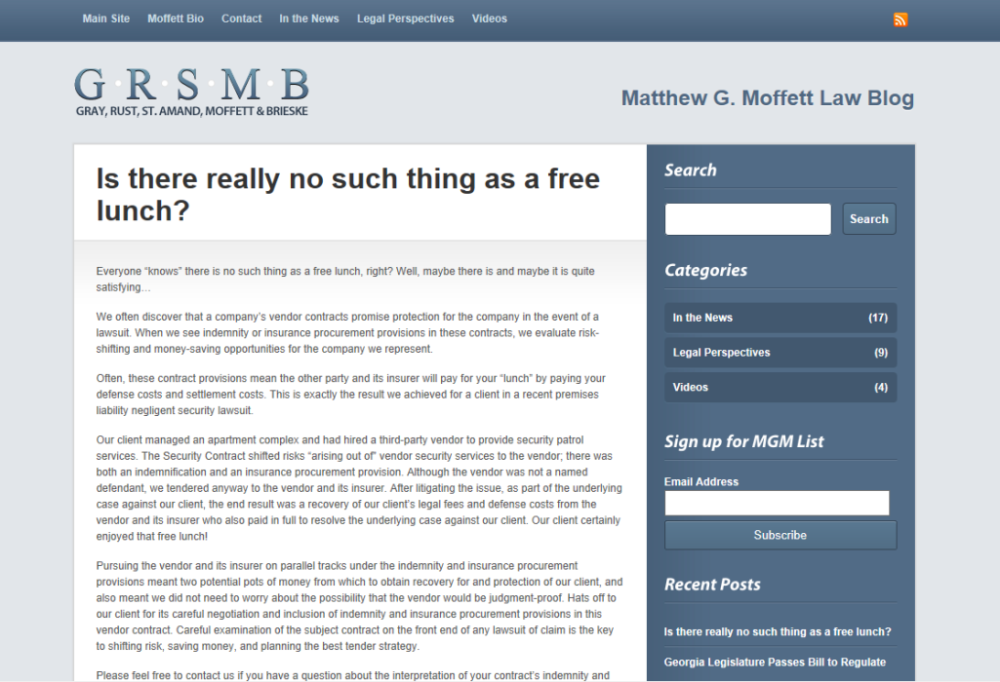 Main Site Moffett Bio Contact In the News Legal Perspectives Videos
G·R·S·M·B
GRAY, RUST, ST. AMAND, MOFFETT & BRIESKE
Matthew G. Moffett Law Blog
Is there really no such thing as a free
lunch?
Everyone “knows” there is no such thing as a free lunch, right? Well, maybe there is and maybe it is quite
satisfying…
We often discover that a company’s vendor contracts promise protection for the company in the event of a
lawsuit. When we see indemnity or insurance procurement provisions in these contracts, we evaluate risk-
shifting and money-saving opportunities for the company we represent.
Often, these contract provisions mean the other party and its insurer will pay for your “lunch” by paying your
defense costs and settlement costs. This is exactly the result we achieved for a client in a recent premises
liability negligent security lawsuit.
Our client managed an apartment complex and had hired a third-party vendor to provide security patrol
services. The Security Contract shifted risks “arising out of” vendor security services to the vendor; there was
both an indemnification and an insurance procurement provision. Although the vendor was not a named
defendant, we tendered anyway to the vendor and its insurer. After litigating the issue, as part of the underlying
case against our client, the end result was a recovery of our client’s legal fees and defense costs from the
vendor and its insurer who also paid in full to resolve the underlying case against our client. Our client certainly
enjoyed that free lunch!
Pursuing the vendor and its insurer on parallel tracks under the indemnity and insurance procurement
provisions meant two potential pots of money from which to obtain recovery for and protection of our client, and
also meant we did not need to worry about the possibility that the vendor would be judgment-proof. Hats off to
our client for its careful negotiation and inclusion of indemnity and insurance procurement provisions in this
vendor contract. Careful examination of the subject contract on the front end of any lawsuit of claim is the key
to shifting risk, saving money, and planning the best tender strategy.
Please feel free to contact us if you have a question about the interpretation of your contract’s indemnity and
Search
Search
Categories
In the News (17)
Legal Perspectives (9)
Videos (4)
Sign up for MGM List
Email Address
Subscribe
Recent Posts
Is there really no such thing as a free lunch?
Georgia Legislature Passes Bill to Regulate